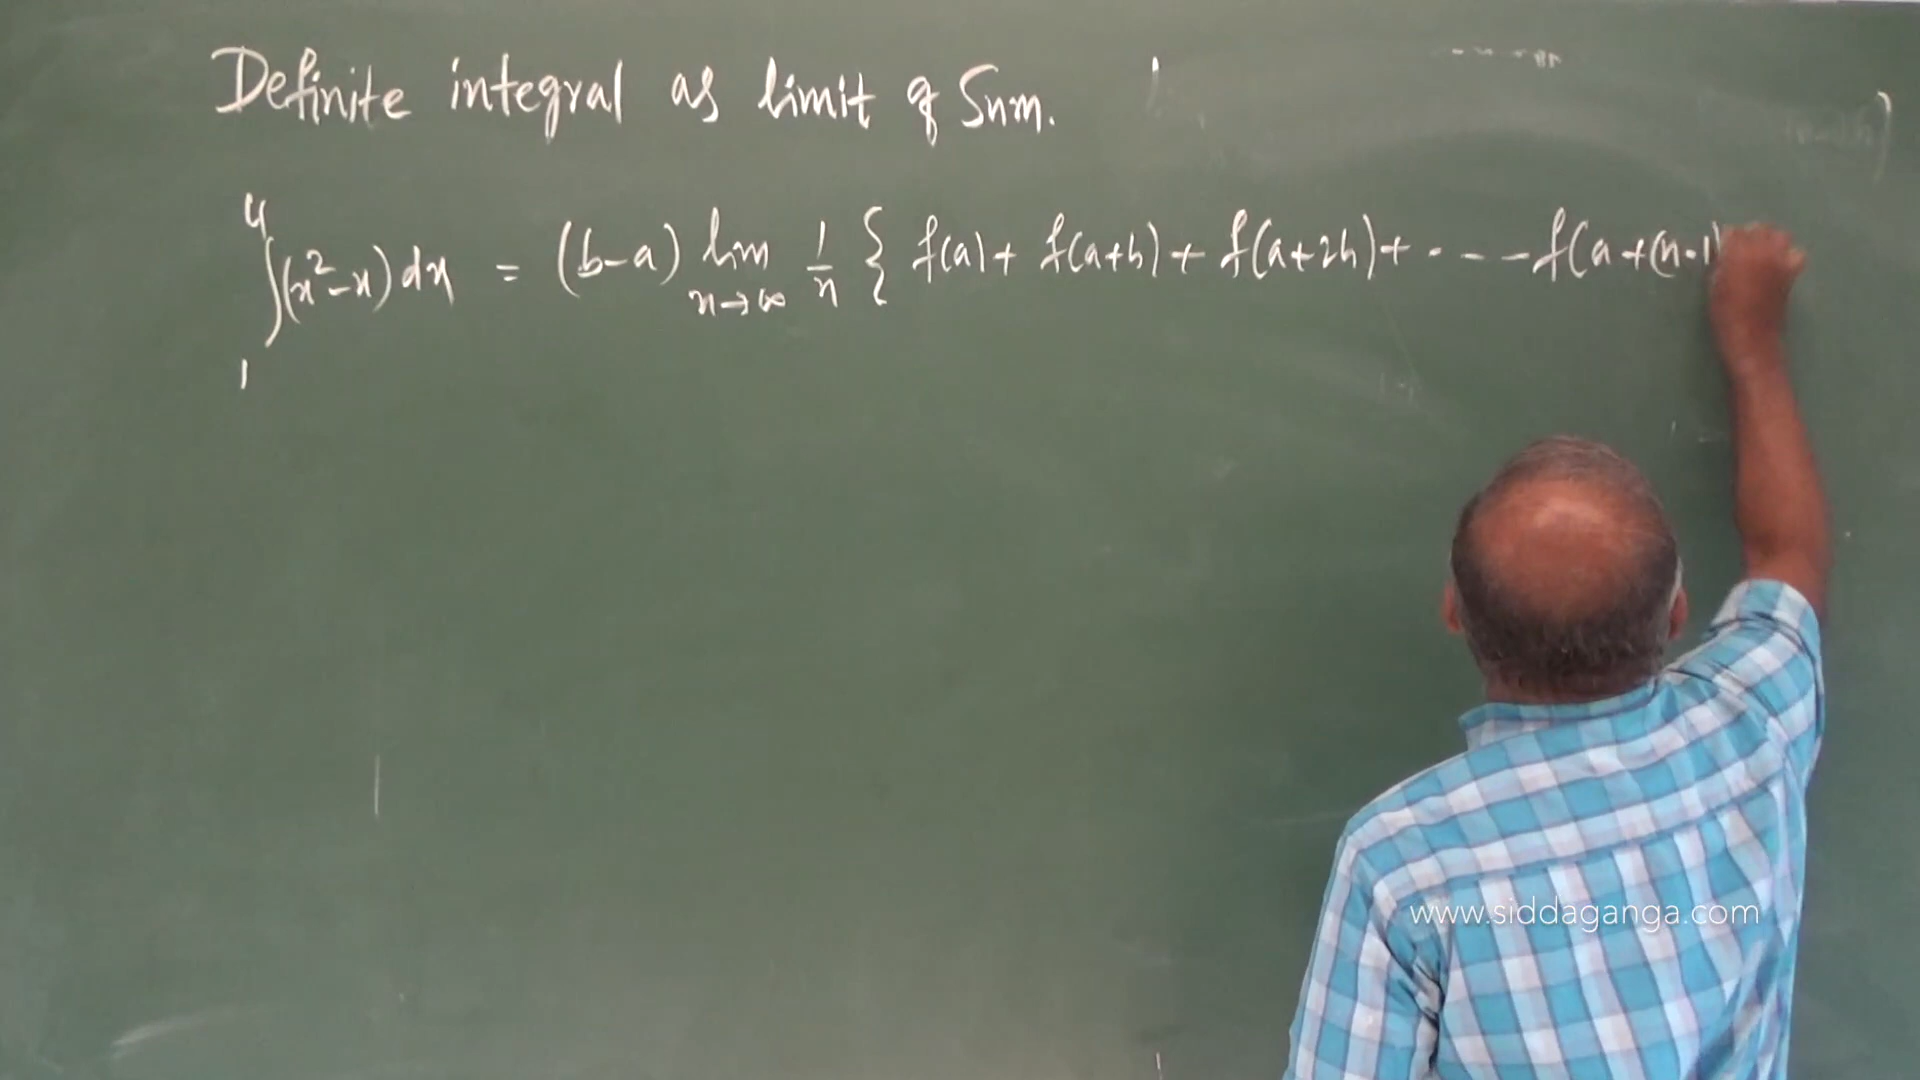 Definite integral as limit of Sum.
4
∫(x²-x)dx = (b-a) lim 1/n { f(a) + f(a+h) + f(a+2h) + . - - - f(a+(n-1)
1 n→∞
www.siddaganga.com